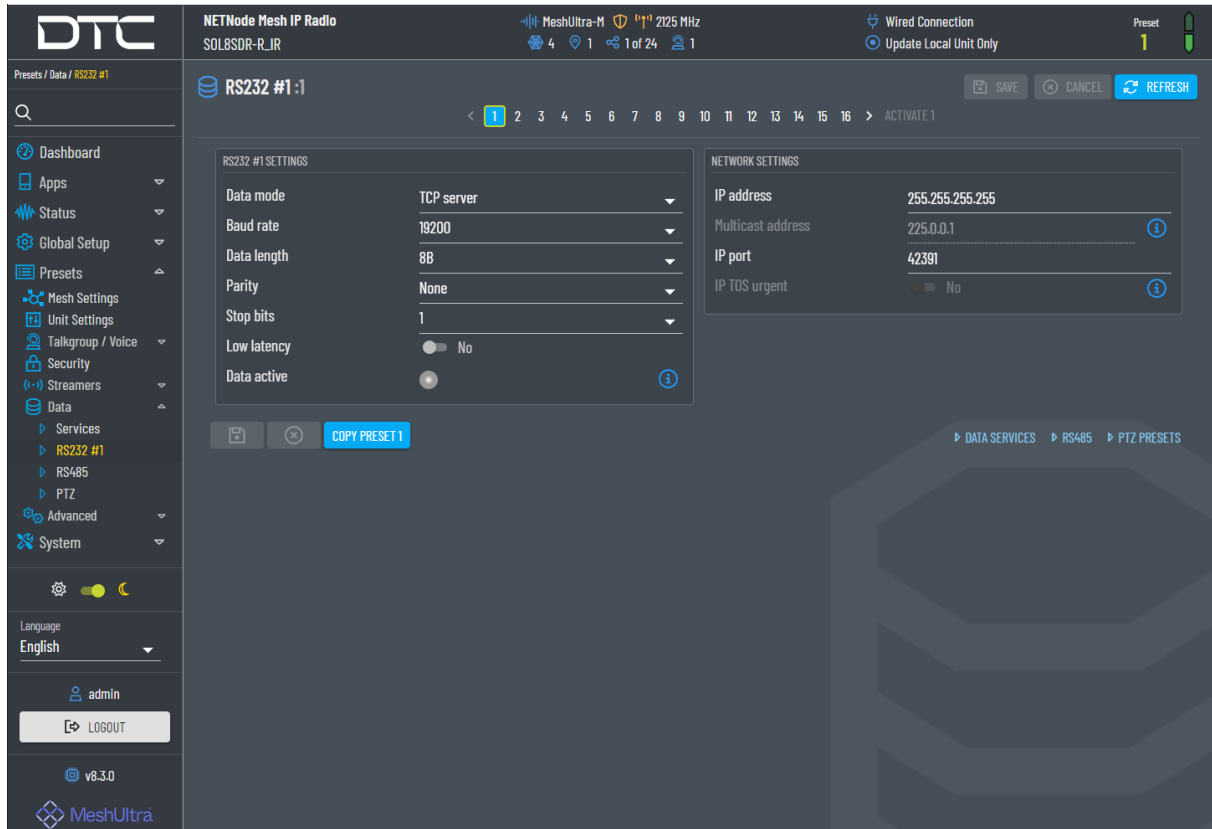 DTC
NETNode Mesh IP Radio
SOL8SDR-R_IR
MeshUltra-M 2125 MHz
4 1 1 of 24 1
Wired Connection
Update Local Unit Only
Preset
1
Presets / Data / RS232 #1
RS232 #1 :1
SAVE CANCEL REFRESH
< 1 2 3 4 5 6 7 8 9 10 11 12 13 14 15 16 > ACTIVATE 1
Dashboard
Apps
Status
Global Setup
Presets
Mesh Settings
Unit Settings
Talkgroup / Voice
Security
Streamers
Data
Services
RS232 #1
RS485
PTZ
Advanced
System
Language
English
admin
LOGOUT
v8.3.0
MeshUltra
RS232 #1 SETTINGS
Data mode TCP server
Baud rate 19200
Data length 8B
Parity None
Stop bits 1
Low latency No
Data active
NETWORK SETTINGS
IP address 255.255.255.255
Multicast address 225.0.0.1
IP port 42391
IP TOS urgent No
COPY PRESET 1
DATA SERVICES RS485 PTZ PRESETS